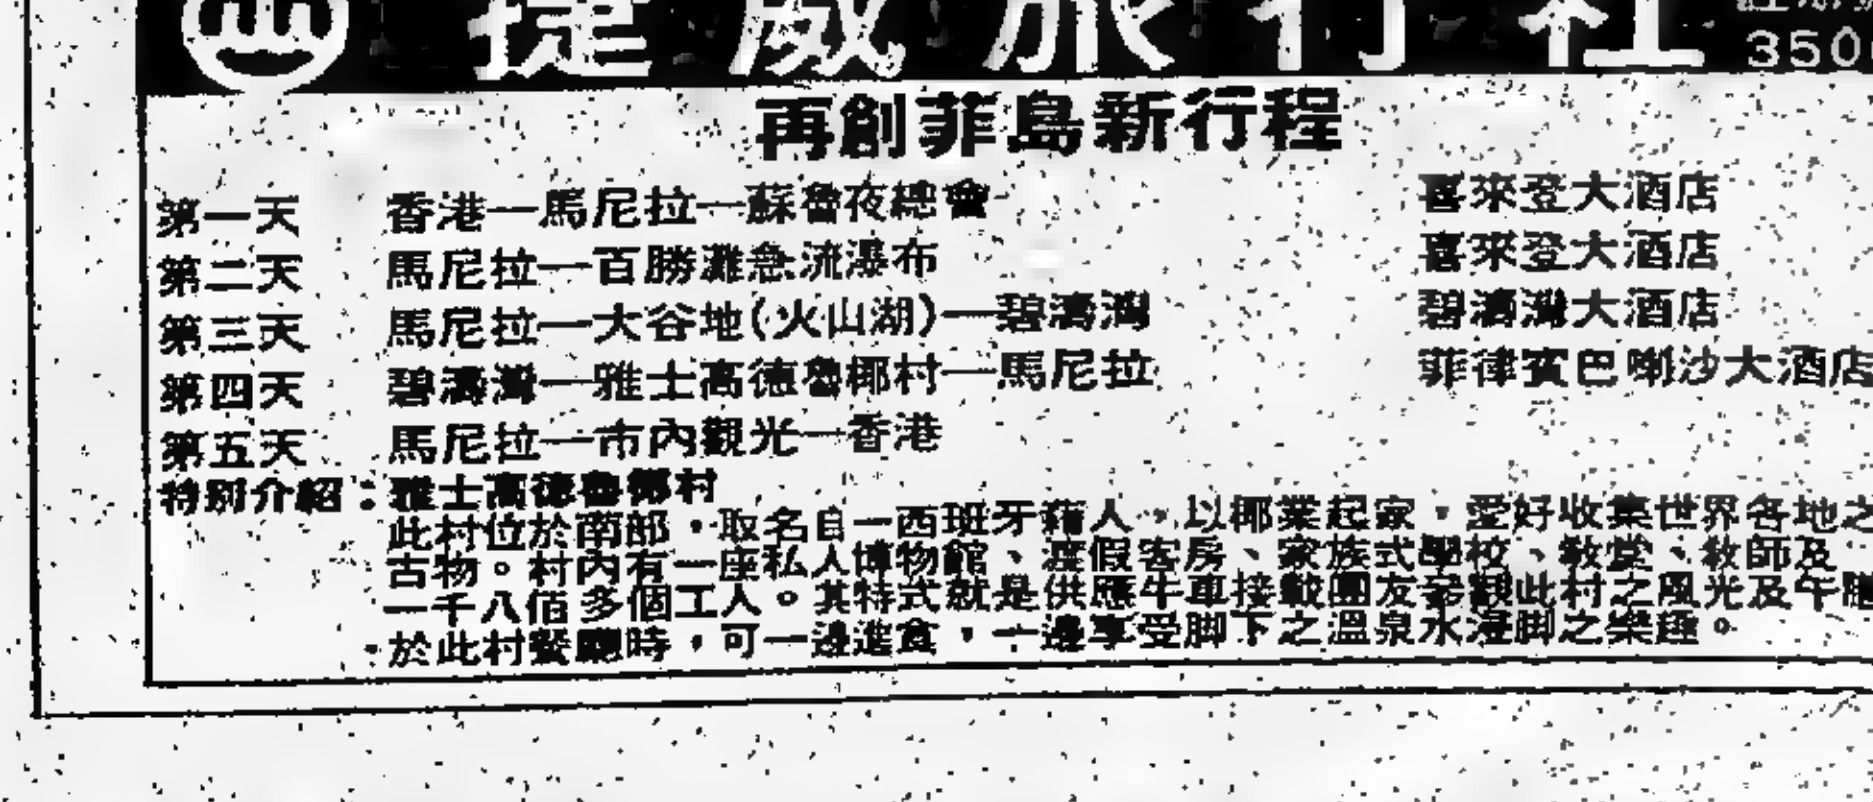 捷威旅行社
350
再創菲島新行程
第一天 香港—馬尼拉—蘇魯夜總會 喜來登大酒店
第二天 馬尼拉—百勝灘急流瀑布 喜來登大酒店
第三天 馬尼拉—大谷地(火山湖)—碧濤灣 碧濤灣大酒店
第四天 碧濤灣—雅士高德魯椰村—馬尼拉 菲律賓巴喇沙大酒店
第五天 馬尼拉—市內觀光—香港
特別介紹：雅士高德魯椰村
此村位於南部，取名自一西班牙藉人，以椰業起家，愛好收集世界各地之
古物。村內有一座私人博物館、渡假客房、家族式學校、教堂、教師及
一千八佰多個工人。其特式就是供應牛車接載團友參觀此村之風光及午膳
於此村餐廳時，可一邊進食，一邊享受脚下之溫泉水浸脚之樂趣。